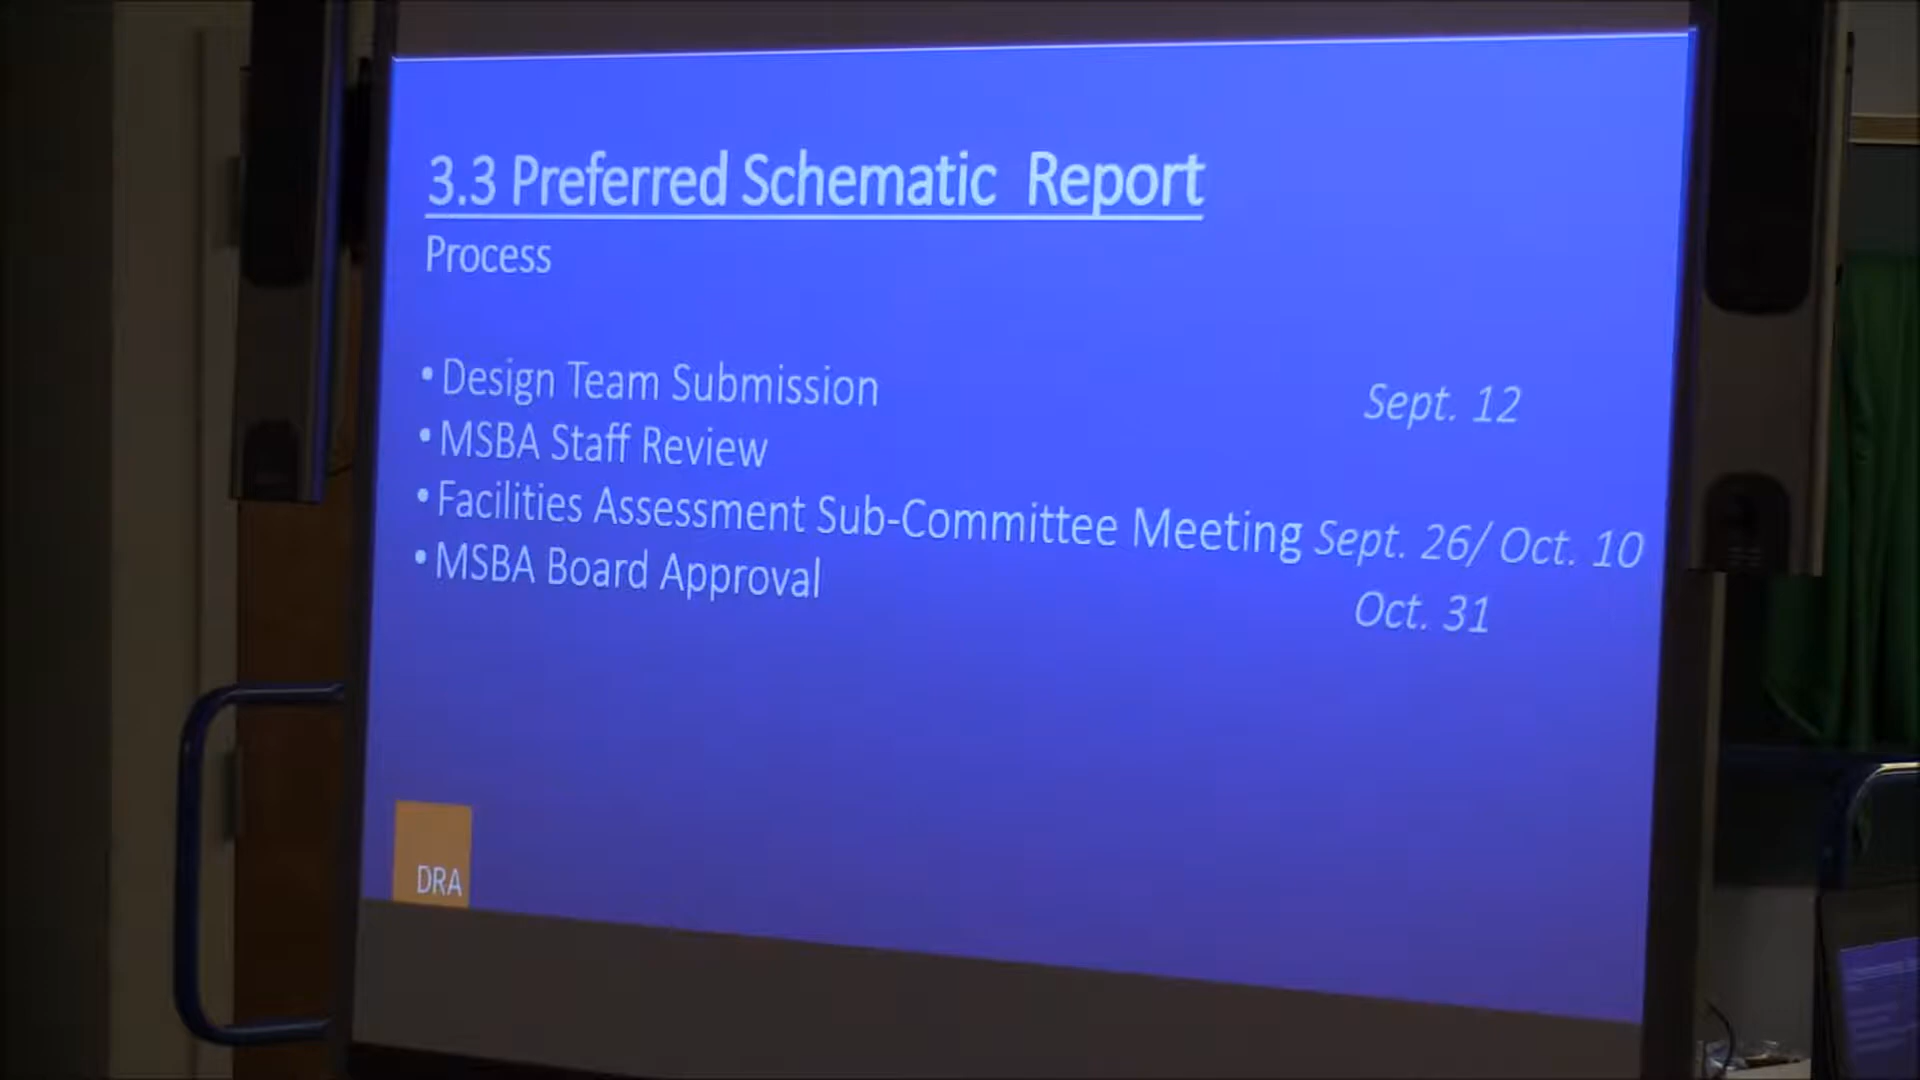 3.3 Preferred Schematic Report
Process
• Design Team Submission Sept. 12
• MSBA Staff Review
• Facilities Assessment Sub-Committee Meeting Sept. 26/ Oct. 10
• MSBA Board Approval Oct. 31
DRA